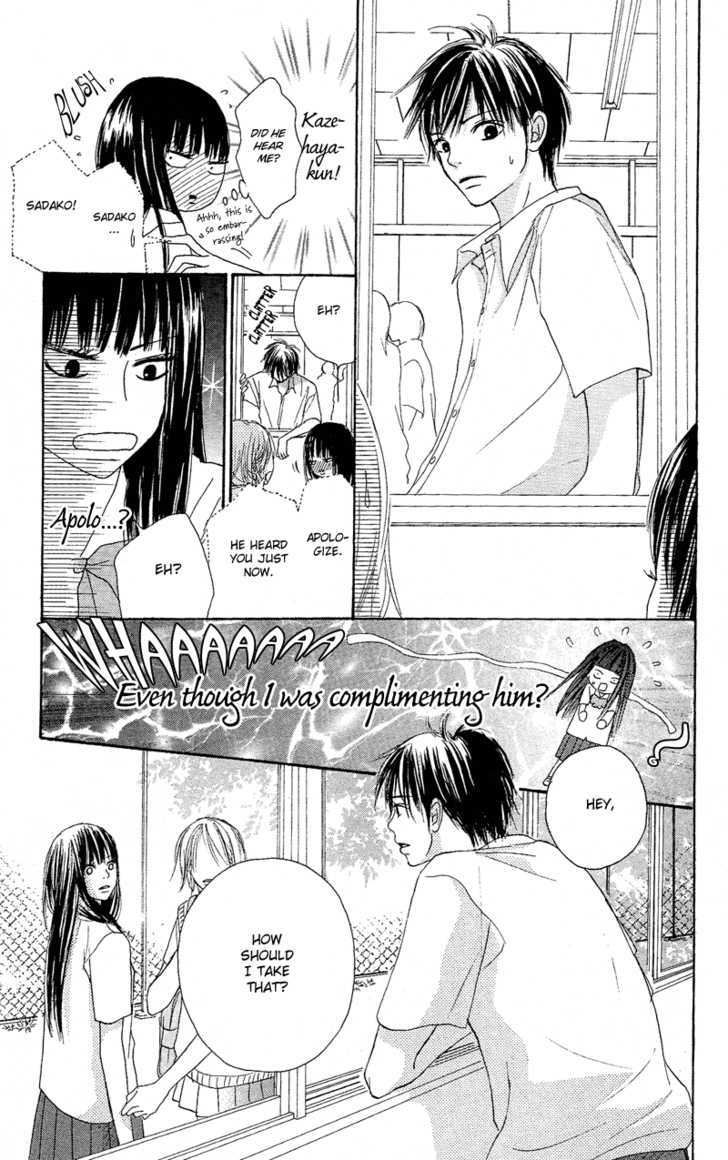 Kaze-
haya-
kun!
DID HE
HEAR
ME?
BLUSH
Ahhh, this is
so embar-
rassing!
SADAKO
...
SADAKO!
EH?
CLATTER
CLATTER
APOLO-
GIZE.
HE HEARD
YOU JUST
NOW.
Apolo...?
EH?
WHAAAAAAAA
?
Even though I was complimenting him?
HEY,
HOW
SHOULD
I TAKE
THAT?